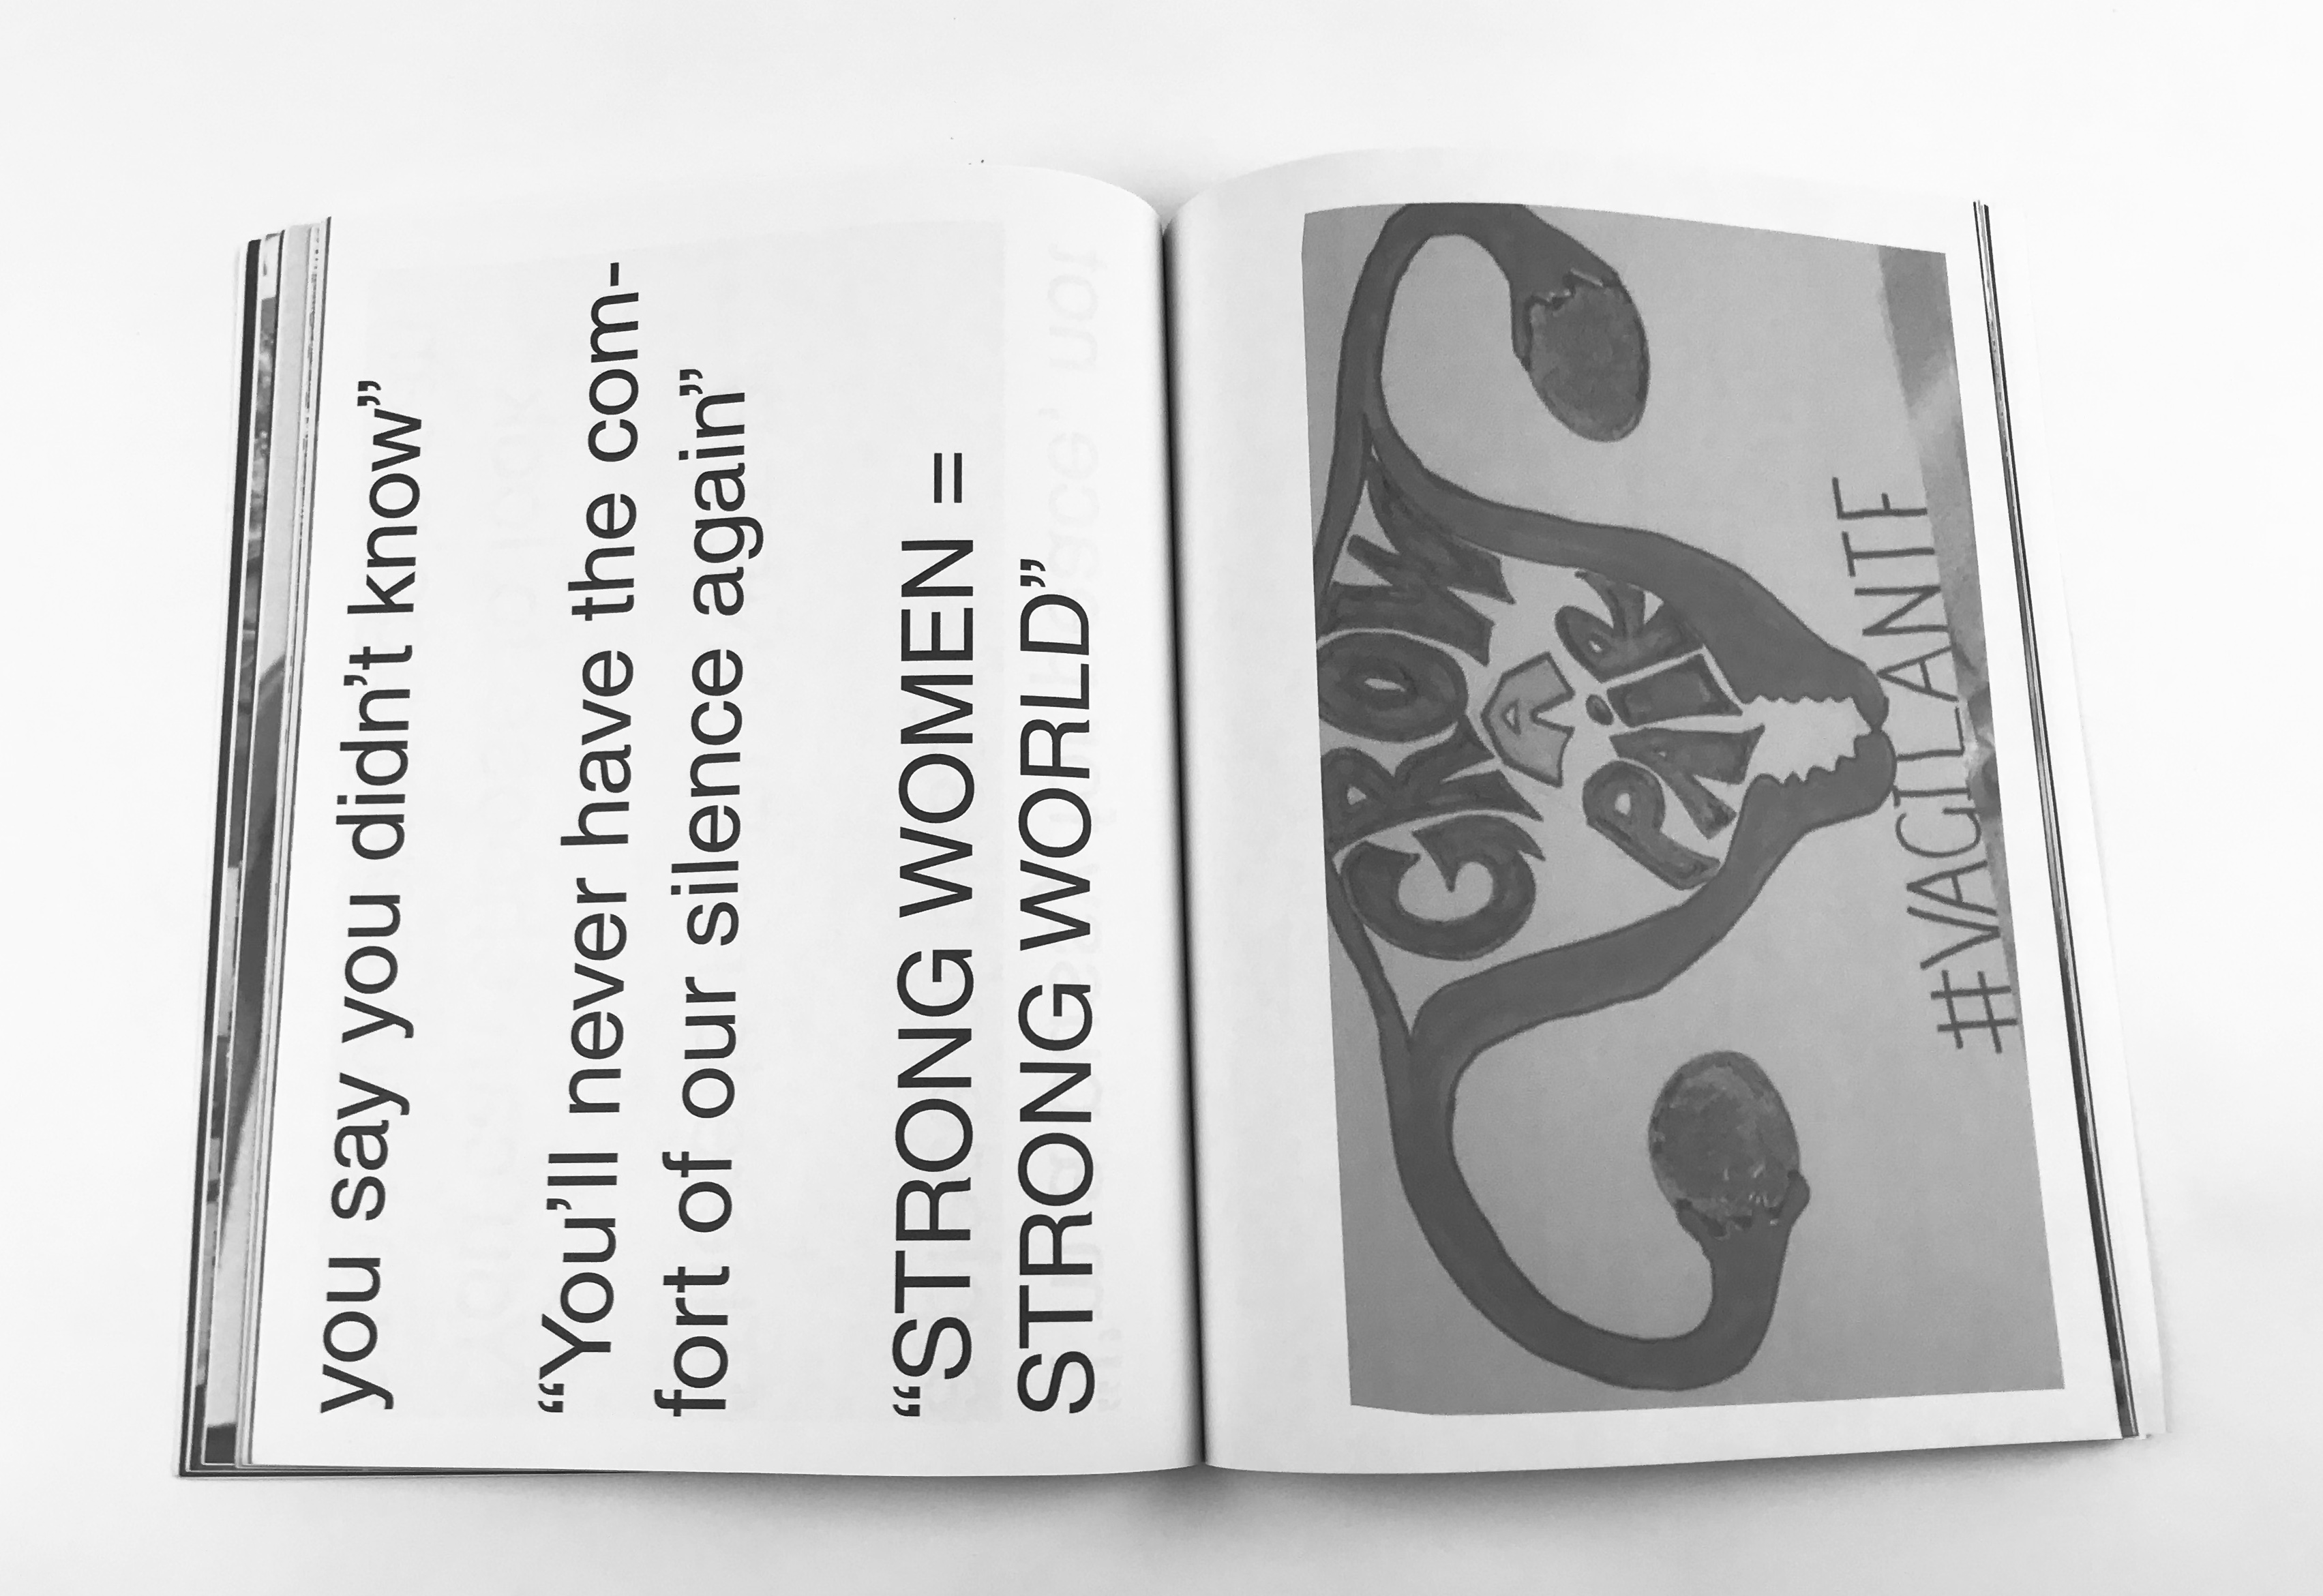 you say you didn't know”
“You'll never have the com-
fort of our silence again”
“STRONG WOMEN =
STRONG WORLD”
GROW
A
PAIR
#VAGILANTE